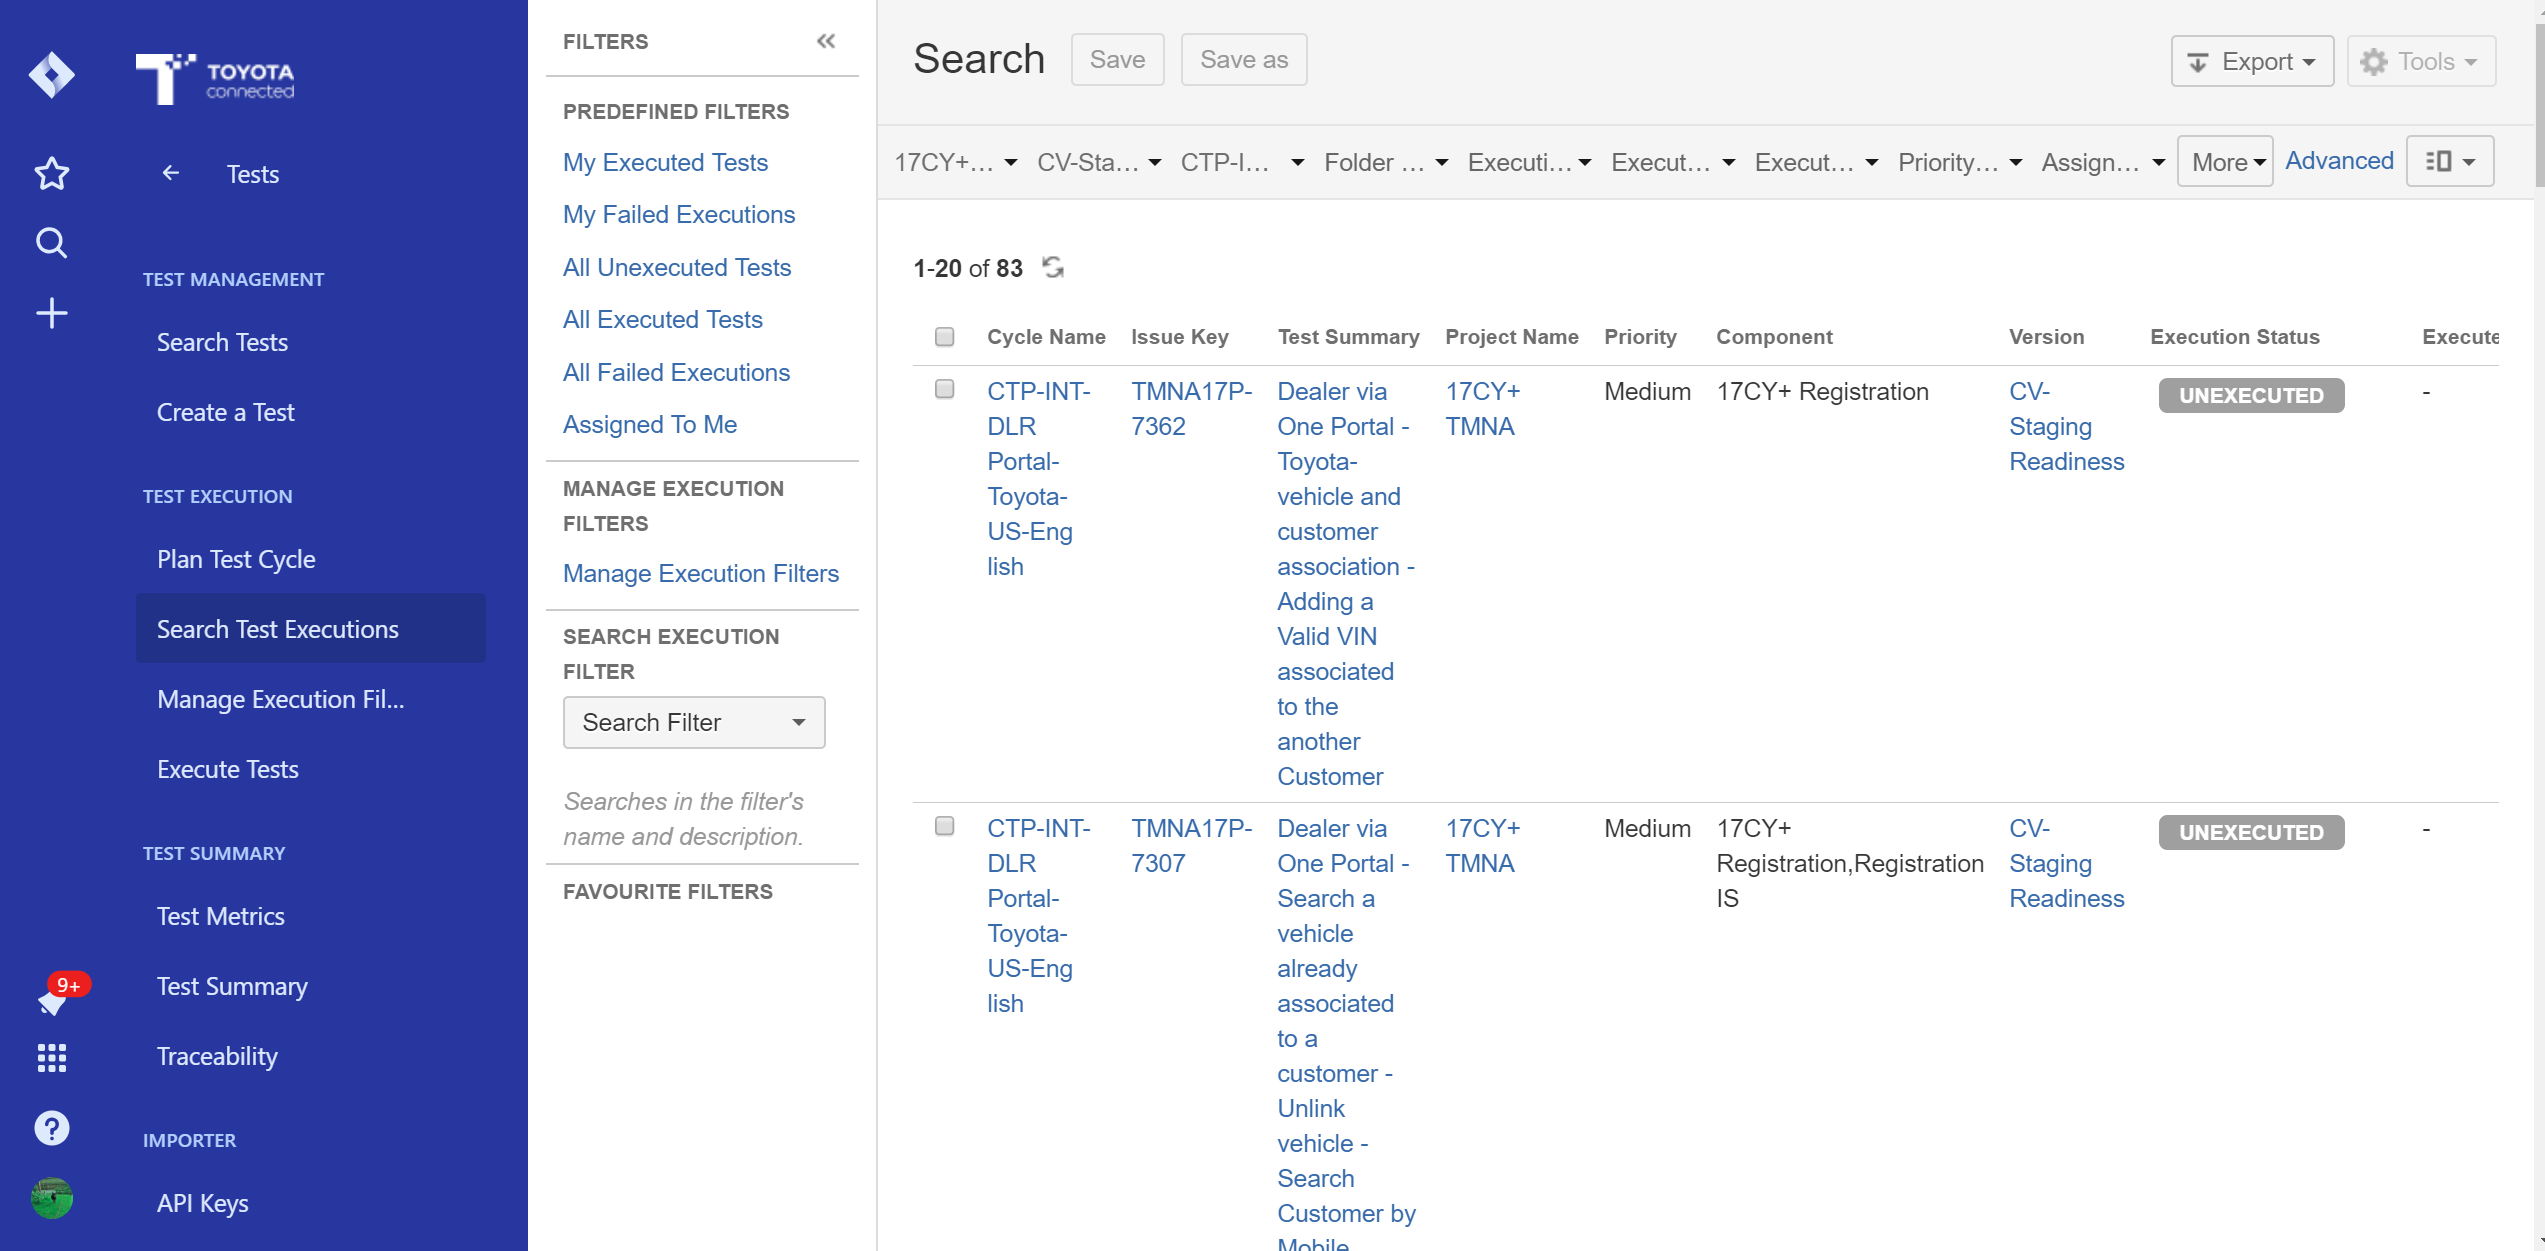 TOYOTA
connected
Tests
TEST MANAGEMENT
Search Tests
Create a Test
TEST EXECUTION
Plan Test Cycle
Search Test Executions
Manage Execution Fil...
Execute Tests
TEST SUMMARY
Test Metrics
Test Summary
Traceability
IMPORTER
API Keys
9+
FILTERS
PREDEFINED FILTERS
My Executed Tests
My Failed Executions
All Unexecuted Tests
All Executed Tests
All Failed Executions
Assigned To Me
MANAGE EXECUTION
FILTERS
Manage Execution Filters
SEARCH EXECUTION
FILTER
Search Filter
Searches in the filter's
name and description.
FAVOURITE FILTERS
Search Save Save as Export Tools
17CY+... CV-Sta... CTP-I... Folder ... Executi... Execut... Execut... Priority... Assign... More Advanced
1-20 of 83
Cycle Name Issue Key Test Summary Project Name Priority Component Version Execution Status Execute
CTP-INT-
DLR
Portal-
Toyota-
US-Eng
lish
TMNA17P-
7362
Dealer via
One Portal -
Toyota-
vehicle and
customer
association -
Adding a
Valid VIN
associated
to the
another
Customer
17CY+
TMNA
Medium
17CY+ Registration
CV-
Staging
Readiness
UNEXECUTED
-
CTP-INT-
DLR
Portal-
Toyota-
US-Eng
lish
TMNA17P-
7307
Dealer via
One Portal -
Search a
vehicle
already
associated
to a
customer -
Unlink
vehicle -
Search
Customer by
Mobile
17CY+
TMNA
Medium
17CY+
Registration,Registration
IS
CV-
Staging
Readiness
UNEXECUTED
-